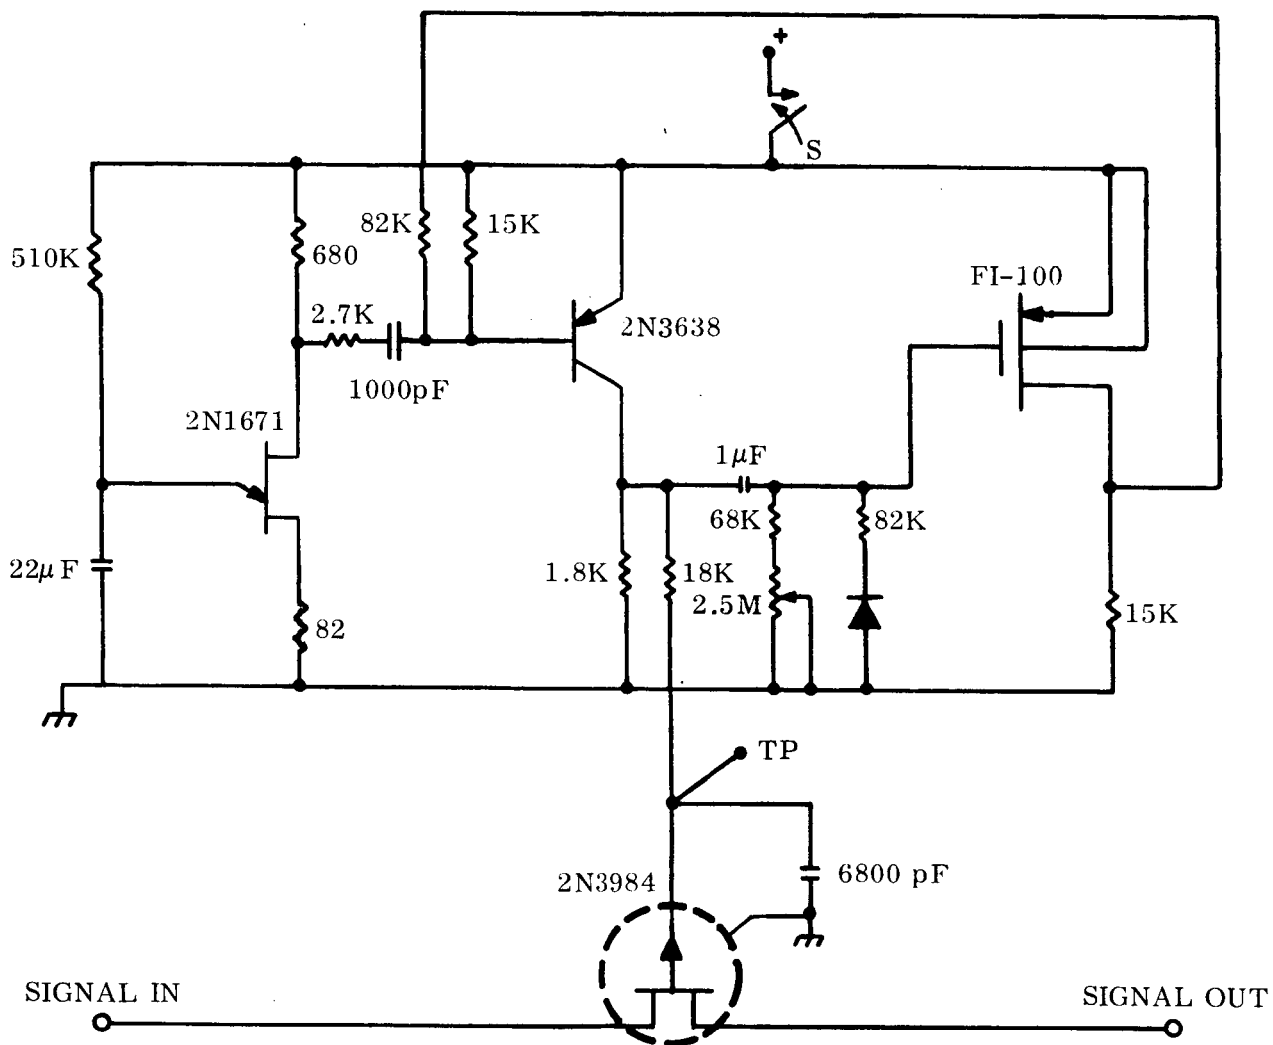 +
S
510K
680
82K
15K
FI-100
2.7K
2N3638
1000pF
2N1671
1μF
68K
82K
22μF
1.8K
18K
2.5M
15K
82
TP
2N3984
6800 pF
SIGNAL IN
SIGNAL OUT